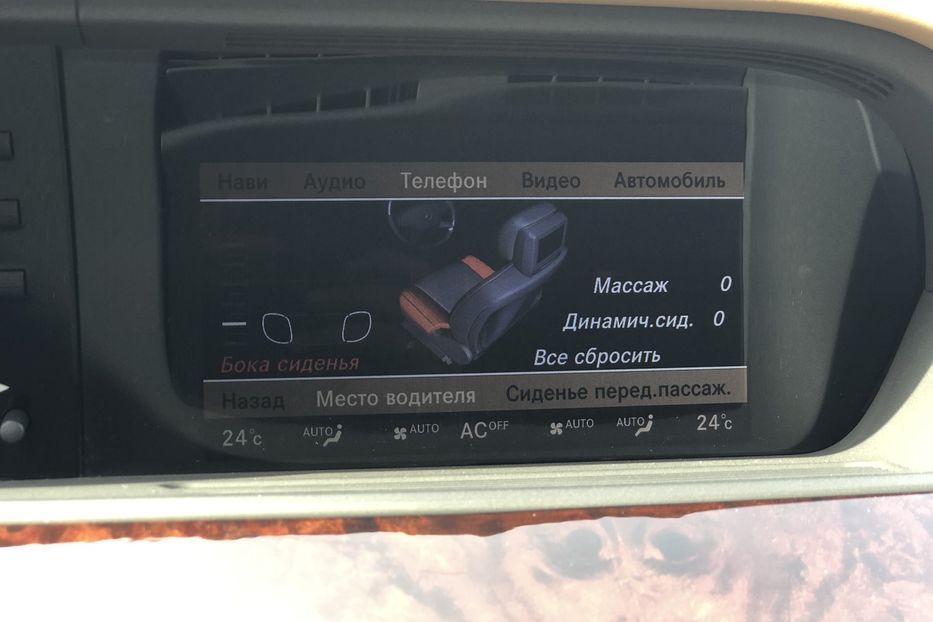 Нави Аудио Телефон Видео Автомобиль
Массаж 0
Динамич.сид. 0
Бока сиденья Все сбросить
Назад Место водителя Сиденье перед.пассаж.
24°c AUTO AUTO AC OFF AUTO AUTO 24°c